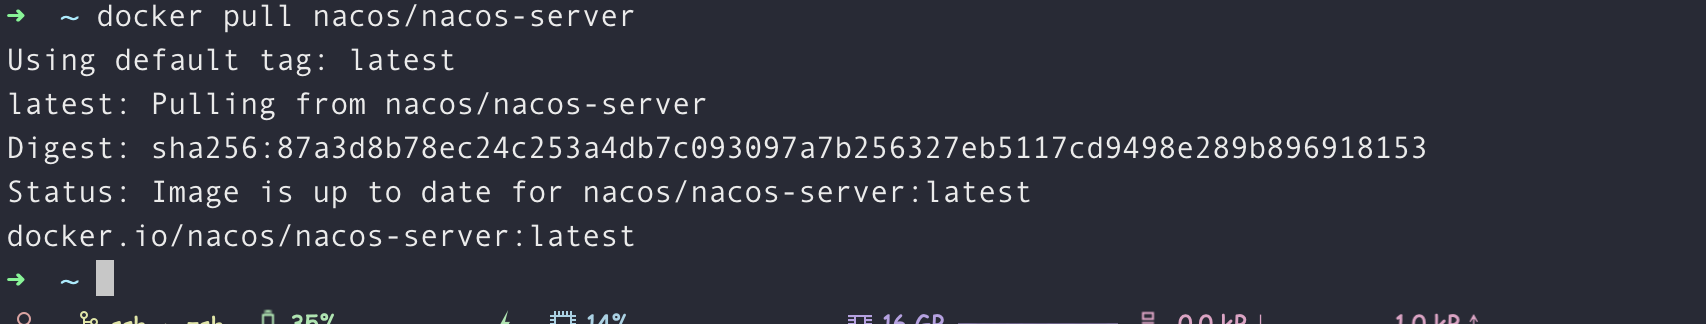 ➜  ~ docker pull nacos/nacos-server
Using default tag: latest
latest: Pulling from nacos/nacos-server
Digest: sha256:87a3d8b78ec24c253a4db7c093097a7b256327eb5117cd9498e289b896918153
Status: Image is up to date for nacos/nacos-server:latest
docker.io/nacos/nacos-server:latest
➜  ~
35% 14% 16 GB 0.0 kB↓ 1.0 kB↑